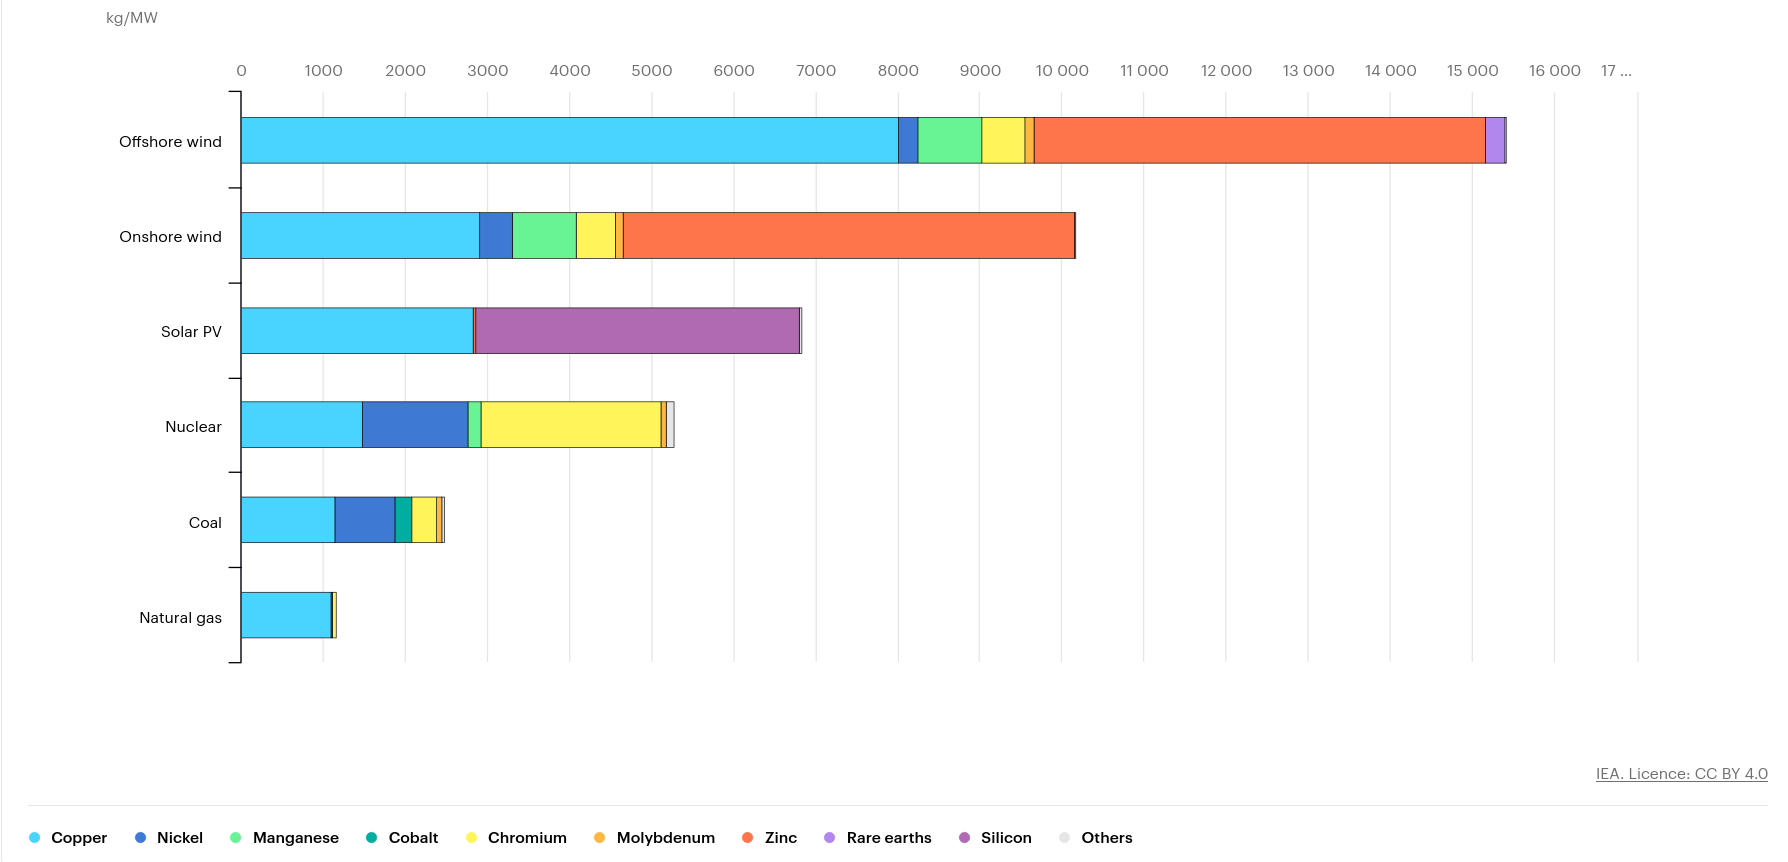 kg/MW
0 1000 2000 3000 4000 5000 6000 7000 8000 9000 10 000 11 000 12 000 13 000 14 000 15 000 16 000 17 ...
Offshore wind
Onshore wind
Solar PV
Nuclear
Coal
Natural gas
IEA. Licence: CC BY 4.0
Copper Nickel Manganese Cobalt Chromium Molybdenum Zinc Rare earths Silicon Others